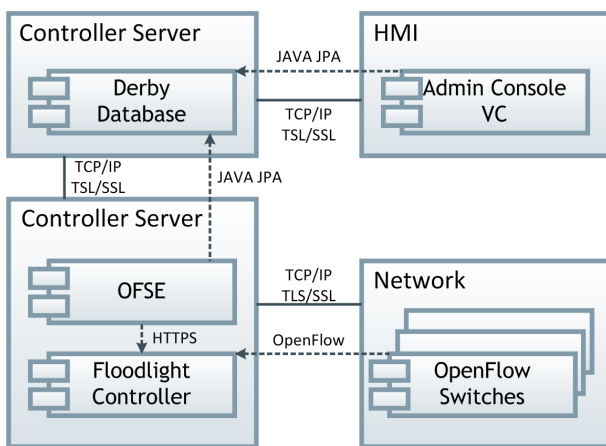 Controller Server
HMI
JAVA JPA
Derby
Database
Admin Console
VC
TCP/IP
TSL/SSL
TCP/IP
TSL/SSL
JAVA JPA
Controller Server
OFSE
TCP/IP
TLS/SSL
Network
HTTPS
OpenFlow
Floodlight
Controller
OpenFlow
Switches